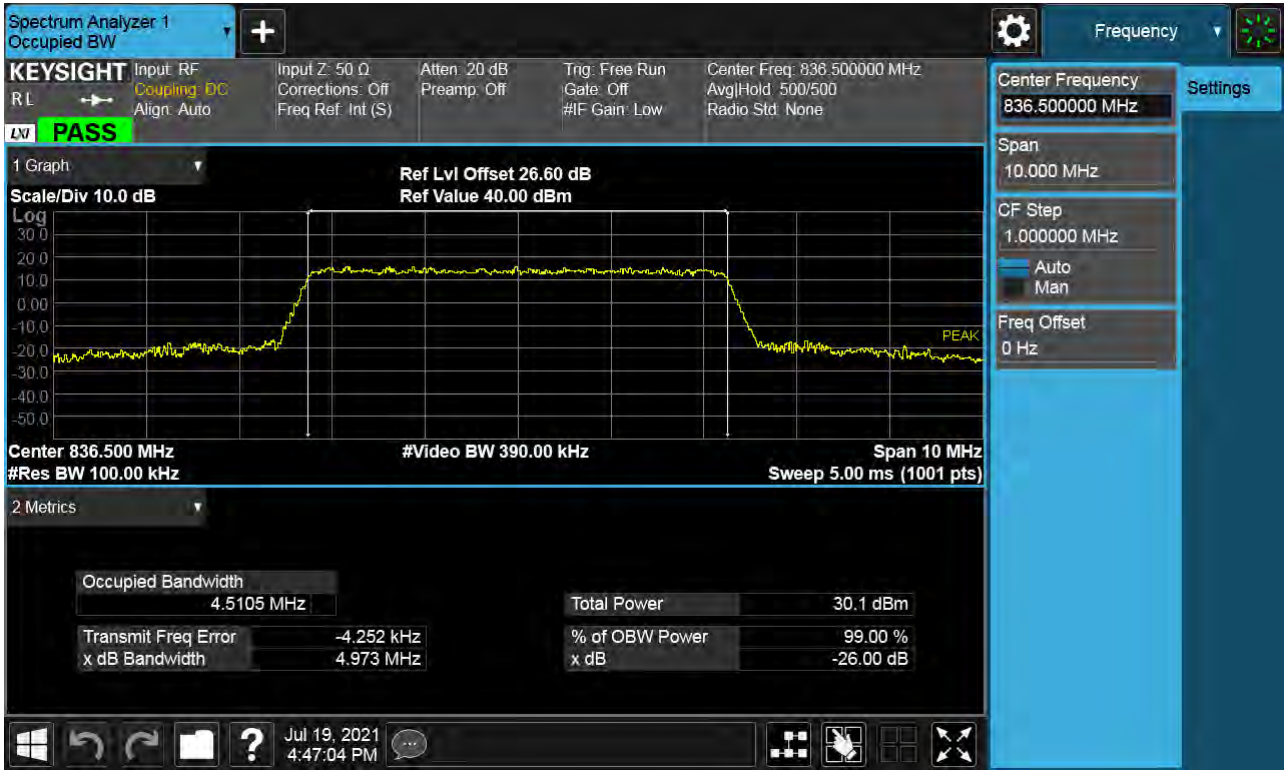 Spectrum Analyzer 1
Occupied BW
+
Frequency
KEYSIGHT
RL
LXI PASS
Input: RF
Coupling: DC
Align: Auto
Input Z: 50 Ω
Corrections: Off
Freq Ref: Int (S)
Atten: 20 dB
Preamp: Off
Trig: Free Run
Gate: Off
#IF Gain: Low
Center Freq: 836.500000 MHz
Avg|Hold: 500/500
Radio Std: None
Center Frequency
836.500000 MHz
Settings
Span
10.000 MHz
CF Step
1.000000 MHz
Auto
Man
Freq Offset
0 Hz
1 Graph
Scale/Div 10.0 dB
Ref Lvl Offset 26.60 dB
Ref Value 40.00 dBm
Log
30.0
20.0
10.0
0.00
-10.0
-20.0
-30.0
-40.0
-50.0
PEAK
Center 836.500 MHz
#Video BW 390.00 kHz
Span 10 MHz
#Res BW 100.00 kHz
Sweep 5.00 ms (1001 pts)
2 Metrics
Occupied Bandwidth
4.5105 MHz
Total Power 30.1 dBm
Transmit Freq Error -4.252 kHz
% of OBW Power 99.00 %
x dB Bandwidth 4.973 MHz
x dB -26.00 dB
?
Jul 19, 2021
4:47:04 PM